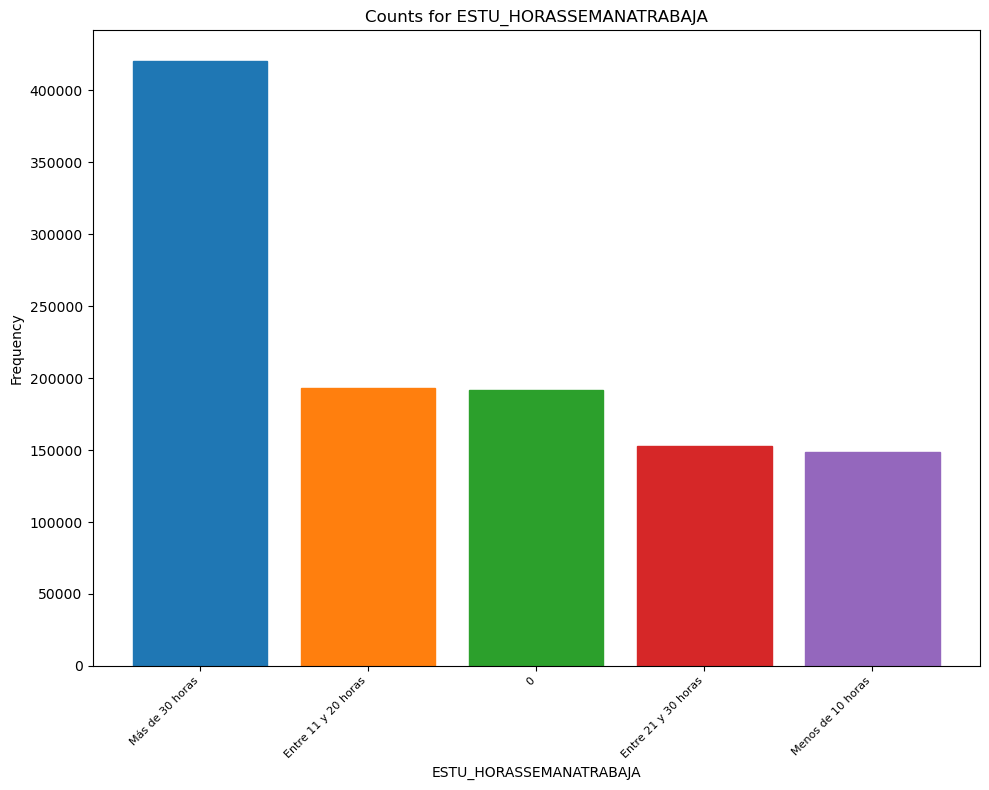 Counts for ESTU_HORASSEMANATRABAJA
Frequency
400000
350000
300000
250000
200000
150000
100000
50000
0
Más de 30 horas
Entre 11 y 20 horas
0
Entre 21 y 30 horas
Menos de 10 horas
ESTU_HORASSEMANATRABAJA